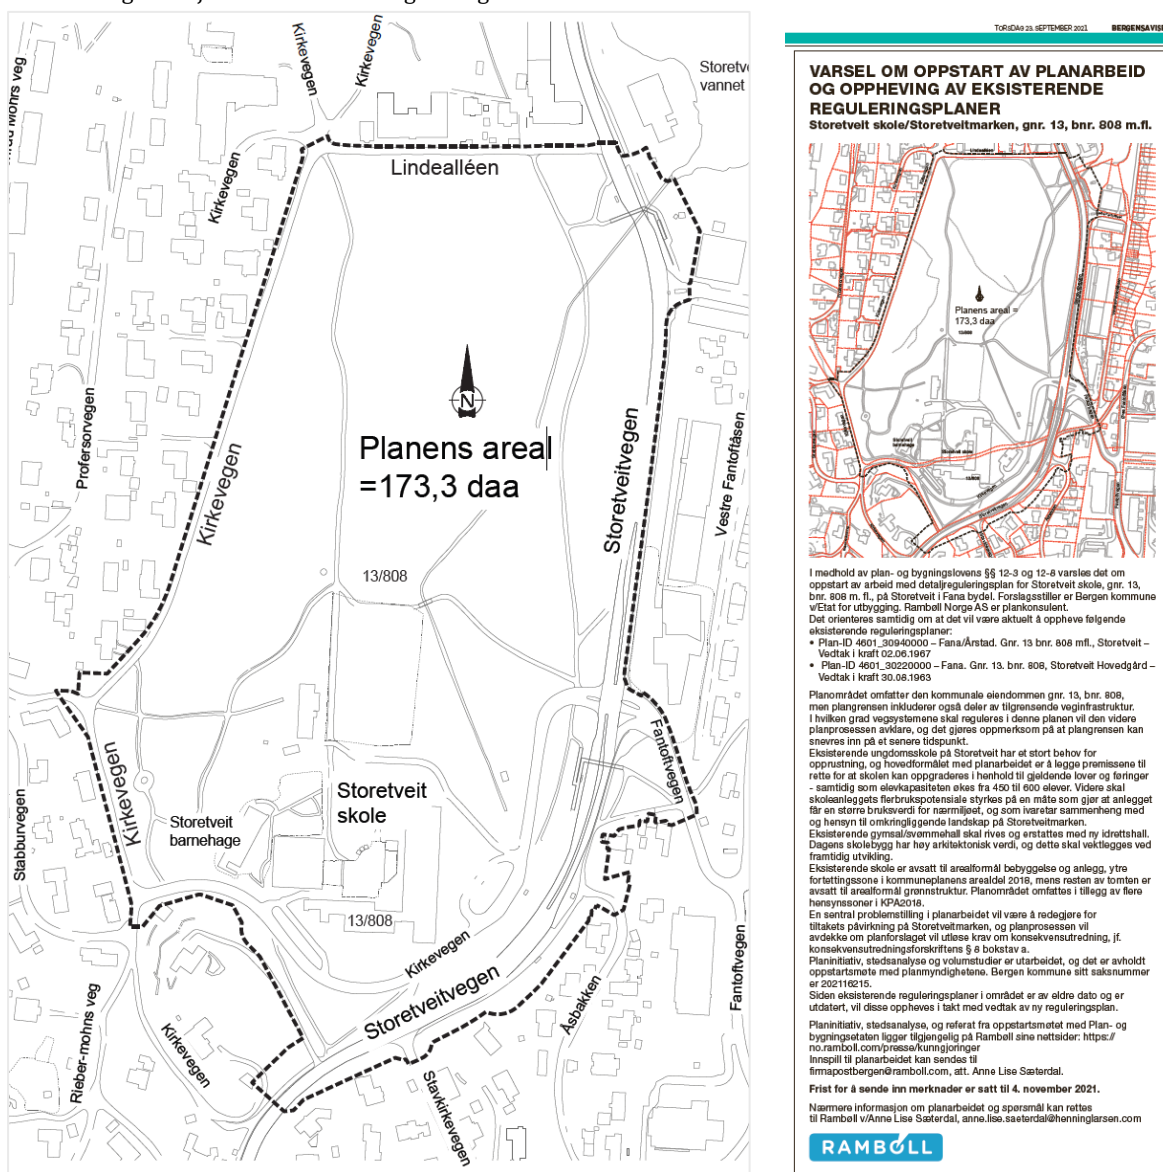 Kirkevegen
Kirkevegen
Storetv
vannet
Lindealléen
Kirkevegen
Profersorvegen
Kirkevegen
N
Planens areal
=173,3 daa
Storetveitvegen
Vestre Fantoftåsen
13/808
Fantoftvegen
Kirkevegen
Storetveit
skole
Storetveit
barnehage
Stabburvegen
13/808
Kirkevegen
Storetveitvegen
Fantoftvegen
Åsbakken
Rieber-mohns veg
Kirkevegen
Stavkirkevegen
TORSDAG 23. SEPTEMBER 2021 BERGENSAVISE
VARSEL OM OPPSTART AV PLANARBEID
OG OPPHEVING AV EKSISTERENDE
REGULERINGSPLANER
Storetveit skole/Storetveitmarken, gnr. 13, bnr. 808 m.fl.
Lindealléen
Planens areal =
173,3 daa
13/808
13/808
I medhold av plan- og bygningslovens §§ 12-3 og 12-8 varsles det om
oppstart av arbeid med detaljreguleringsplan for Storetveit skole, gnr. 13,
bnr. 808 m. fl., på Storetveit i Fana bydel. Forslagsstiller er Bergen kommune
v/Etat for utbygging. Rambøll Norge AS er plankonsulent.
Det orienteres samtidig om at det vil være aktuelt å oppheve følgende
eksisterende reguleringsplaner:
• Plan-ID 4601_30940000 – Fana/Årstad. Gnr. 13 bnr. 808 mfl., Storetveit –
Vedtak i kraft 02.06.1967
• Plan-ID 4601_30220000 – Fana. Gnr. 13. bnr. 808, Storetveit Hovedgård –
Vedtak i kraft 30.08.1963
Planområdet omfatter den kommunale eiendommen gnr. 13, bnr. 808,
men plangrensen inkluderer også deler av tilgrensende veginfrastruktur.
I hvilken grad vegsystemene skal reguleres i denne planen vil den videre
planprosessen avklare, og det gjøres oppmerksom på at plangrensen kan
snevres inn på et senere tidspunkt.
Eksisterende ungdomsskole på Storetveit har et stort behov for
opprustning, og hovedformålet med planarbeidet er å legge premissene til
rette for at skolen kan oppgraderes i henhold til gjeldende lover og føringer
- samtidig som elevkapasiteten økes fra 450 til 600 elever. Videre skal
skoleanleggets flerbrukspotensiale styrkes på en måte som gjør at anlegget
får en større bruksverdi for nærmiljøet, og som ivaretar sammenheng med
og hensyn til omkringliggende landskap på Storetveitmarken.
Eksisterende gymsal/svømmehall skal rives og erstattes med ny idrettshall.
Dagens skolebygg har høy arkitektonisk verdi, og dette skal vektlegges ved
framtidig utvikling.
Eksisterende skole er avsatt til arealformål bebyggelse og anlegg, ytre
fortettingssone i kommuneplanens arealdel 2018, mens resten av tomten er
avsatt til arealformål grønnstruktur. Planområdet omfattes i tillegg av flere
hensynssoner i KPA2018.
En sentral problemstilling i planarbeidet vil være å redegjøre for
tiltakets påvirkning på Storetveitmarken, og planprosessen vil
avdekke om planforslaget vil utløse krav om konsekvensutredning, jf.
konsekvensutredningsforskriftens § 8 bokstav a.
Planinitiativ, stedsanalyse og volumstudier er utarbeidet, og det er avholdt
oppstartsmøte med planmyndighetene. Bergen kommune sitt saksnummer
er 202116215.
Siden eksisterende reguleringsplaner i området er av eldre dato og er
utdatert, vil disse oppheves i takt med vedtak av ny reguleringsplan.
Planinitiativ, stedsanalyse, og referat fra oppstartsmøtet med Plan- og
bygningsetaten ligger tilgjengelig på Rambøll sine nettsider: https://
no.ramboll.com/presse/kunngjoringer
Innspill til planarbeidet kan sendes til
firmapostbergen@ramboll.com, att. Anne Lise Sæterdal.
Frist for å sende inn merknader er satt til 4. november 2021.
Nærmere informasjon om planarbeidet og spørsmål kan rettes
til Rambøll v/Anne Lise Sæterdal, anne.lise.saeterdal@henninglarsen.com
RAMBOLL